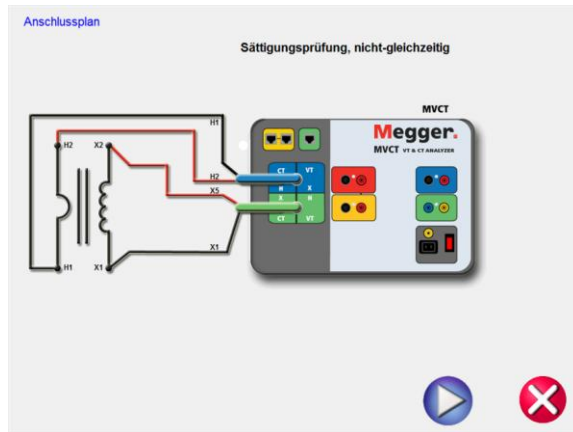 Anschlussplan
Sättigungsprüfung, nicht-gleichzeitig
MVCT
Megger.
MVCT VT & CT ANALYZER
H1
H2
X2
H2
X5
X1
H1
X1
CT VT
H X
X H
CT VT